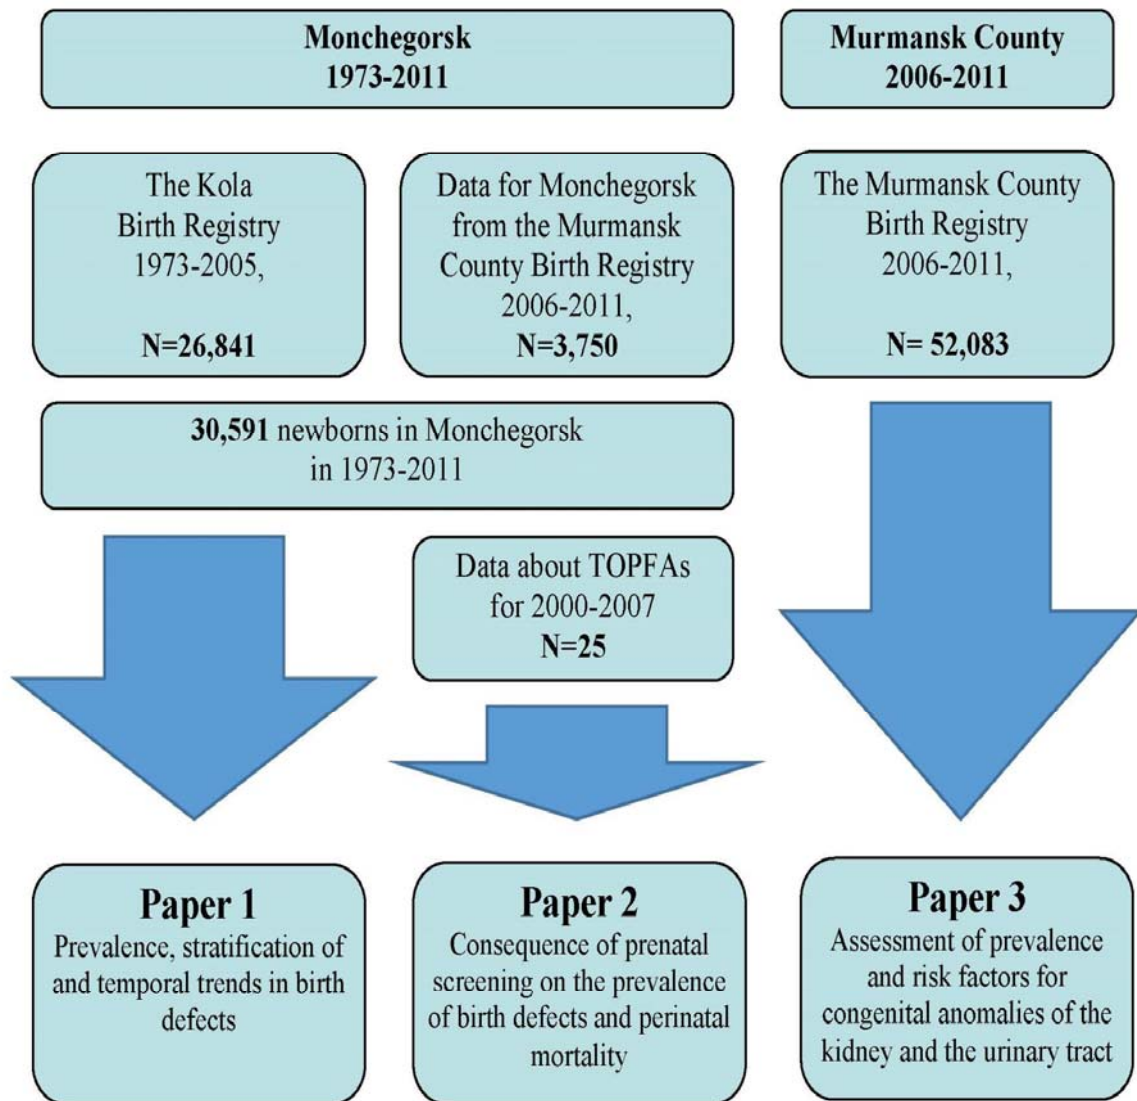 Monchegorsk
1973-2011
Murmansk County
2006-2011
The Kola
Birth Registry
1973-2005,
N=26,841
Data for Monchegorsk
from the Murmansk
County Birth Registry
2006-2011,
N=3,750
The Murmansk County
Birth Registry
2006-2011,
N= 52,083
30,591 newborns in Monchegorsk
in 1973-2011
Data about TOPFAs
for 2000-2007
N=25
Paper 1
Prevalence, stratification of
and temporal trends in birth
defects
Paper 2
Consequence of prenatal
screening on the prevalence
of birth defects and perinatal
mortality
Paper 3
Assessment of prevalence
and risk factors for
congenital anomalies of the
kidney and the urinary tract